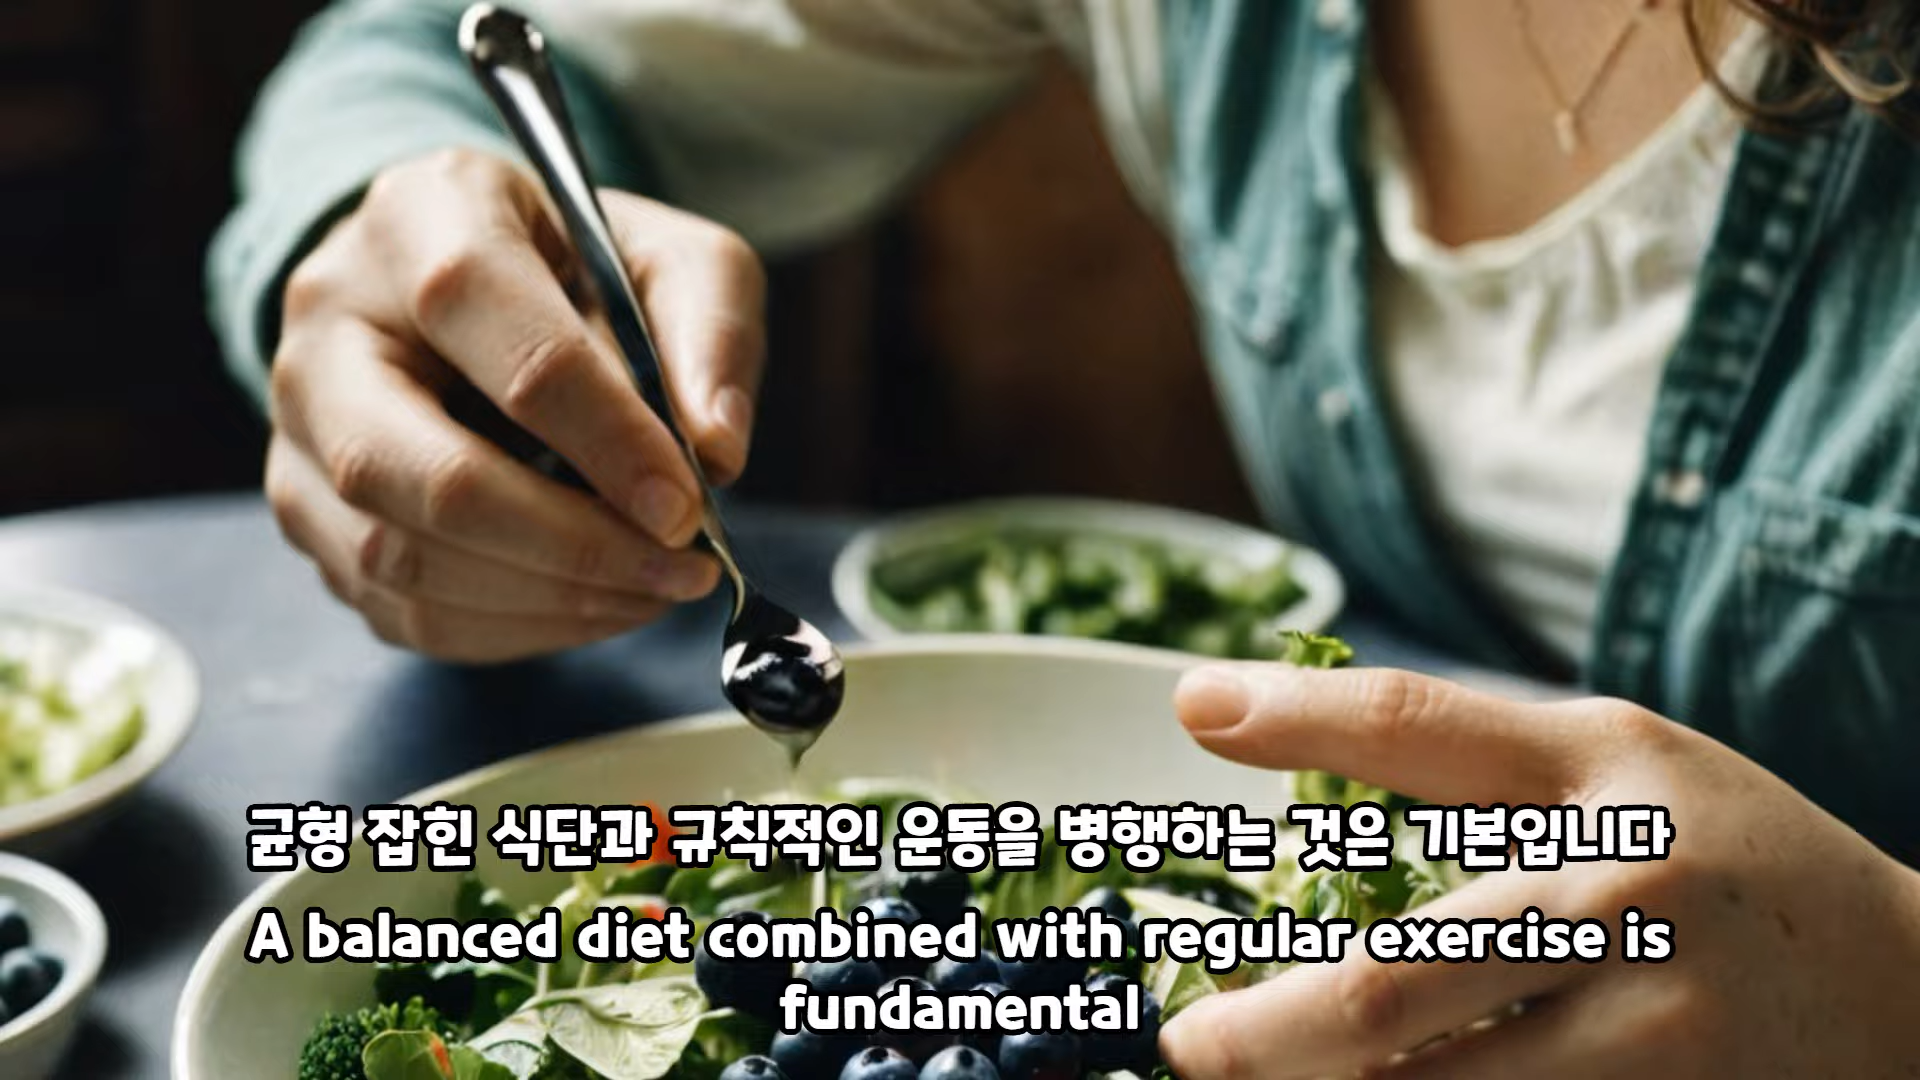 균형 잡힌 식단과 규칙적인 운동을 병행하는 것은 기본입니다
A balanced diet combined with regular exercise is
fundamental